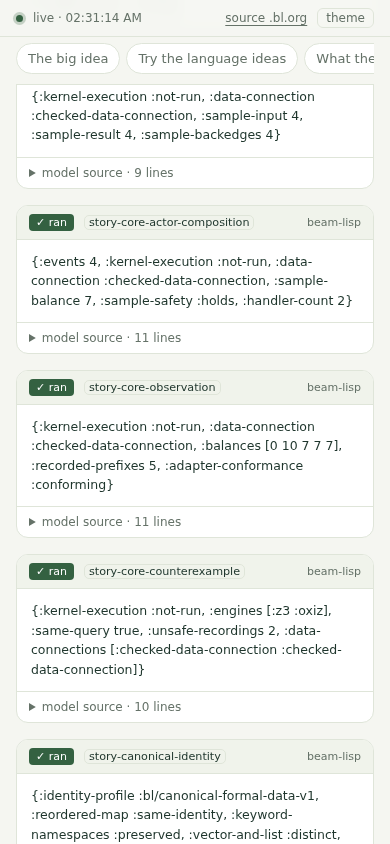 live · 02:31:14 AM
source .bl.org
theme
The big idea
Try the language ideas
What the
{:kernel-execution :not-run, :data-connection
:checked-data-connection, :sample-input 4,
:sample-result 4, :sample-backedges 4}
▶ model source · 9 lines
✓ ran story-core-actor-composition beam-lisp
{:events 4, :kernel-execution :not-run, :data-
connection :checked-data-connection, :sample-
balance 7, :sample-safety :holds, :handler-count 2}
▶ model source · 11 lines
✓ ran story-core-observation beam-lisp
{:kernel-execution :not-run, :data-connection
:checked-data-connection, :balances [0 10 7 7 7],
:recorded-prefixes 5, :adapter-conformance
:conforming}
▶ model source · 11 lines
✓ ran story-core-counterexample beam-lisp
{:kernel-execution :not-run, :engines [:z3 :oxiz],
:same-query true, :unsafe-recordings 2, :data-
connections [:checked-data-connection :checked-
data-connection]}
▶ model source · 10 lines
✓ ran story-canonical-identity beam-lisp
{:identity-profile :bl/canonical-formal-data-v1,
:reordered-map :same-identity, :keyword-
namespaces :preserved, :vector-and-list :distinct,